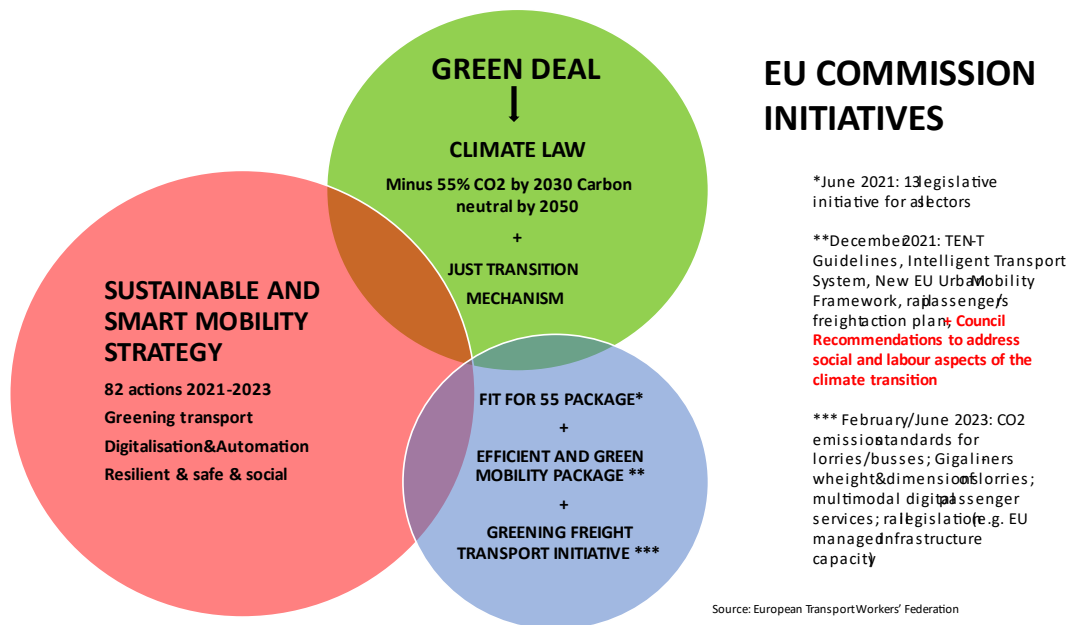 GREEN DEAL
CLIMATE LAW
Minus 55% CO2 by 2030 Carbon
neutral by 2050
+
JUST TRANSITION
MECHANISM
SUSTAINABLE AND
SMART MOBILITY
STRATEGY
82 actions 2021-2023
Greening transport
Digitalisation&Automation
Resilient & safe & social
FIT FOR 55 PACKAGE*
+
EFFICIENT AND GREEN
MOBILITY PACKAGE **
+
GREENING FREIGHT
TRANSPORT INITIATIVE ***
EU COMMISSION
INITIATIVES
*June 2021: 13 legislative
initiative for all sectors
**December 2021: TEN-T
Guidelines, Intelligent Transport
System, New EU Urban Mobility
Framework, rail passengers/
freight action plan; + Council
Recommendations to address
social and labour aspects of the
climate transition
*** February/June 2023: CO2
emission standards for
lorries/busses; Gigaliners -
wheight&dimensions of lorries;
multimodal digital passenger
services; rail legislation (e.g. EU
managed infrastructure
capacity)
Source: European Transport Workers' Federation